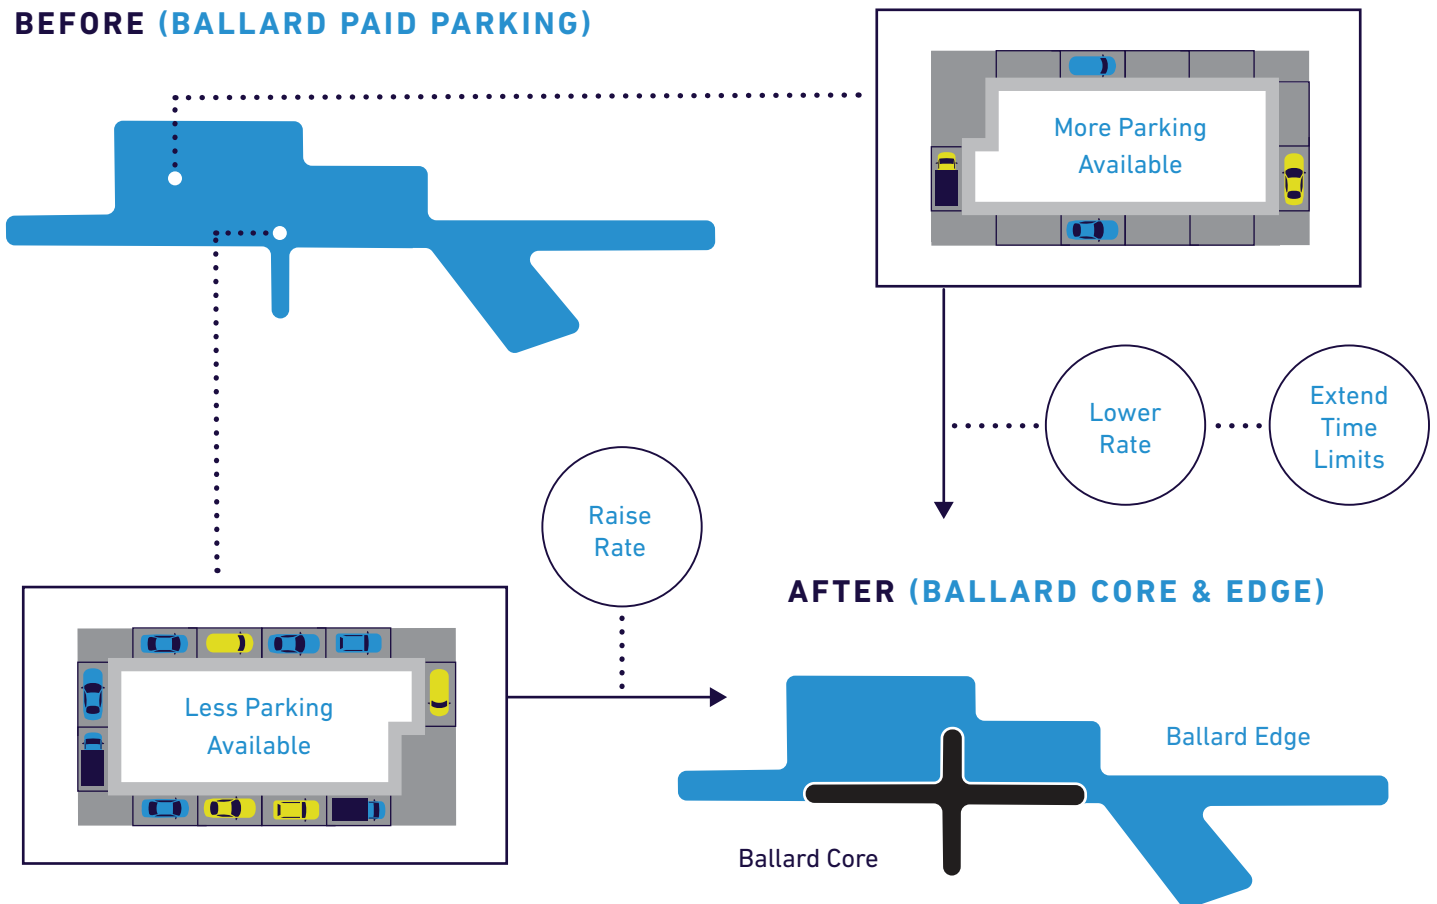 BEFORE (BALLARD PAID PARKING)
More Parking
Available
Lower
Rate
Extend
Time
Limits
Raise
Rate
Less Parking
Available
AFTER (BALLARD CORE & EDGE)
Ballard Edge
Ballard Core